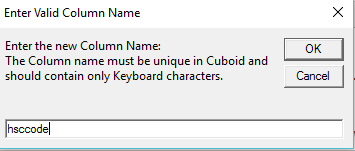 Enter Valid Column Name
Enter the new Column Name:
The Column name must be unique in Cuboid and
should contain only Keyboard characters.
OK
Cancel
hsccode